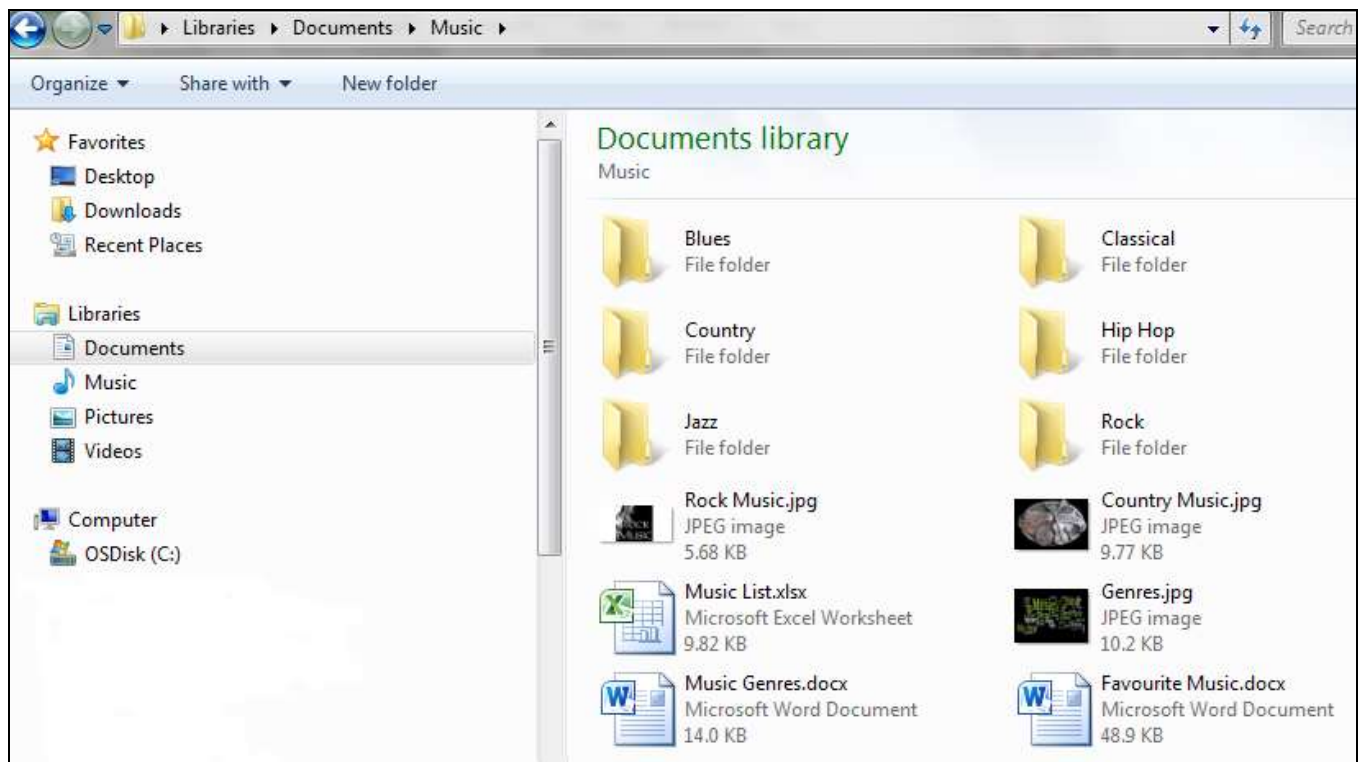 Libraries ▸ Documents ▸ Music ▸
Search
Organize
Share with
New folder
Favorites
Desktop
Downloads
Recent Places
Libraries
Documents
Music
Pictures
Videos
Computer
OSDisk (C:)
Documents library
Music
Blues
File folder
Classical
File folder
Country
File folder
Hip Hop
File folder
Jazz
File folder
Rock
File folder
Rock Music.jpg
JPEG image
5.68 KB
Country Music.jpg
JPEG image
9.77 KB
Music List.xlsx
Microsoft Excel Worksheet
9.82 KB
Genres.jpg
JPEG image
10.2 KB
Music Genres.docx
Microsoft Word Document
14.0 KB
Favourite Music.docx
Microsoft Word Document
48.9 KB